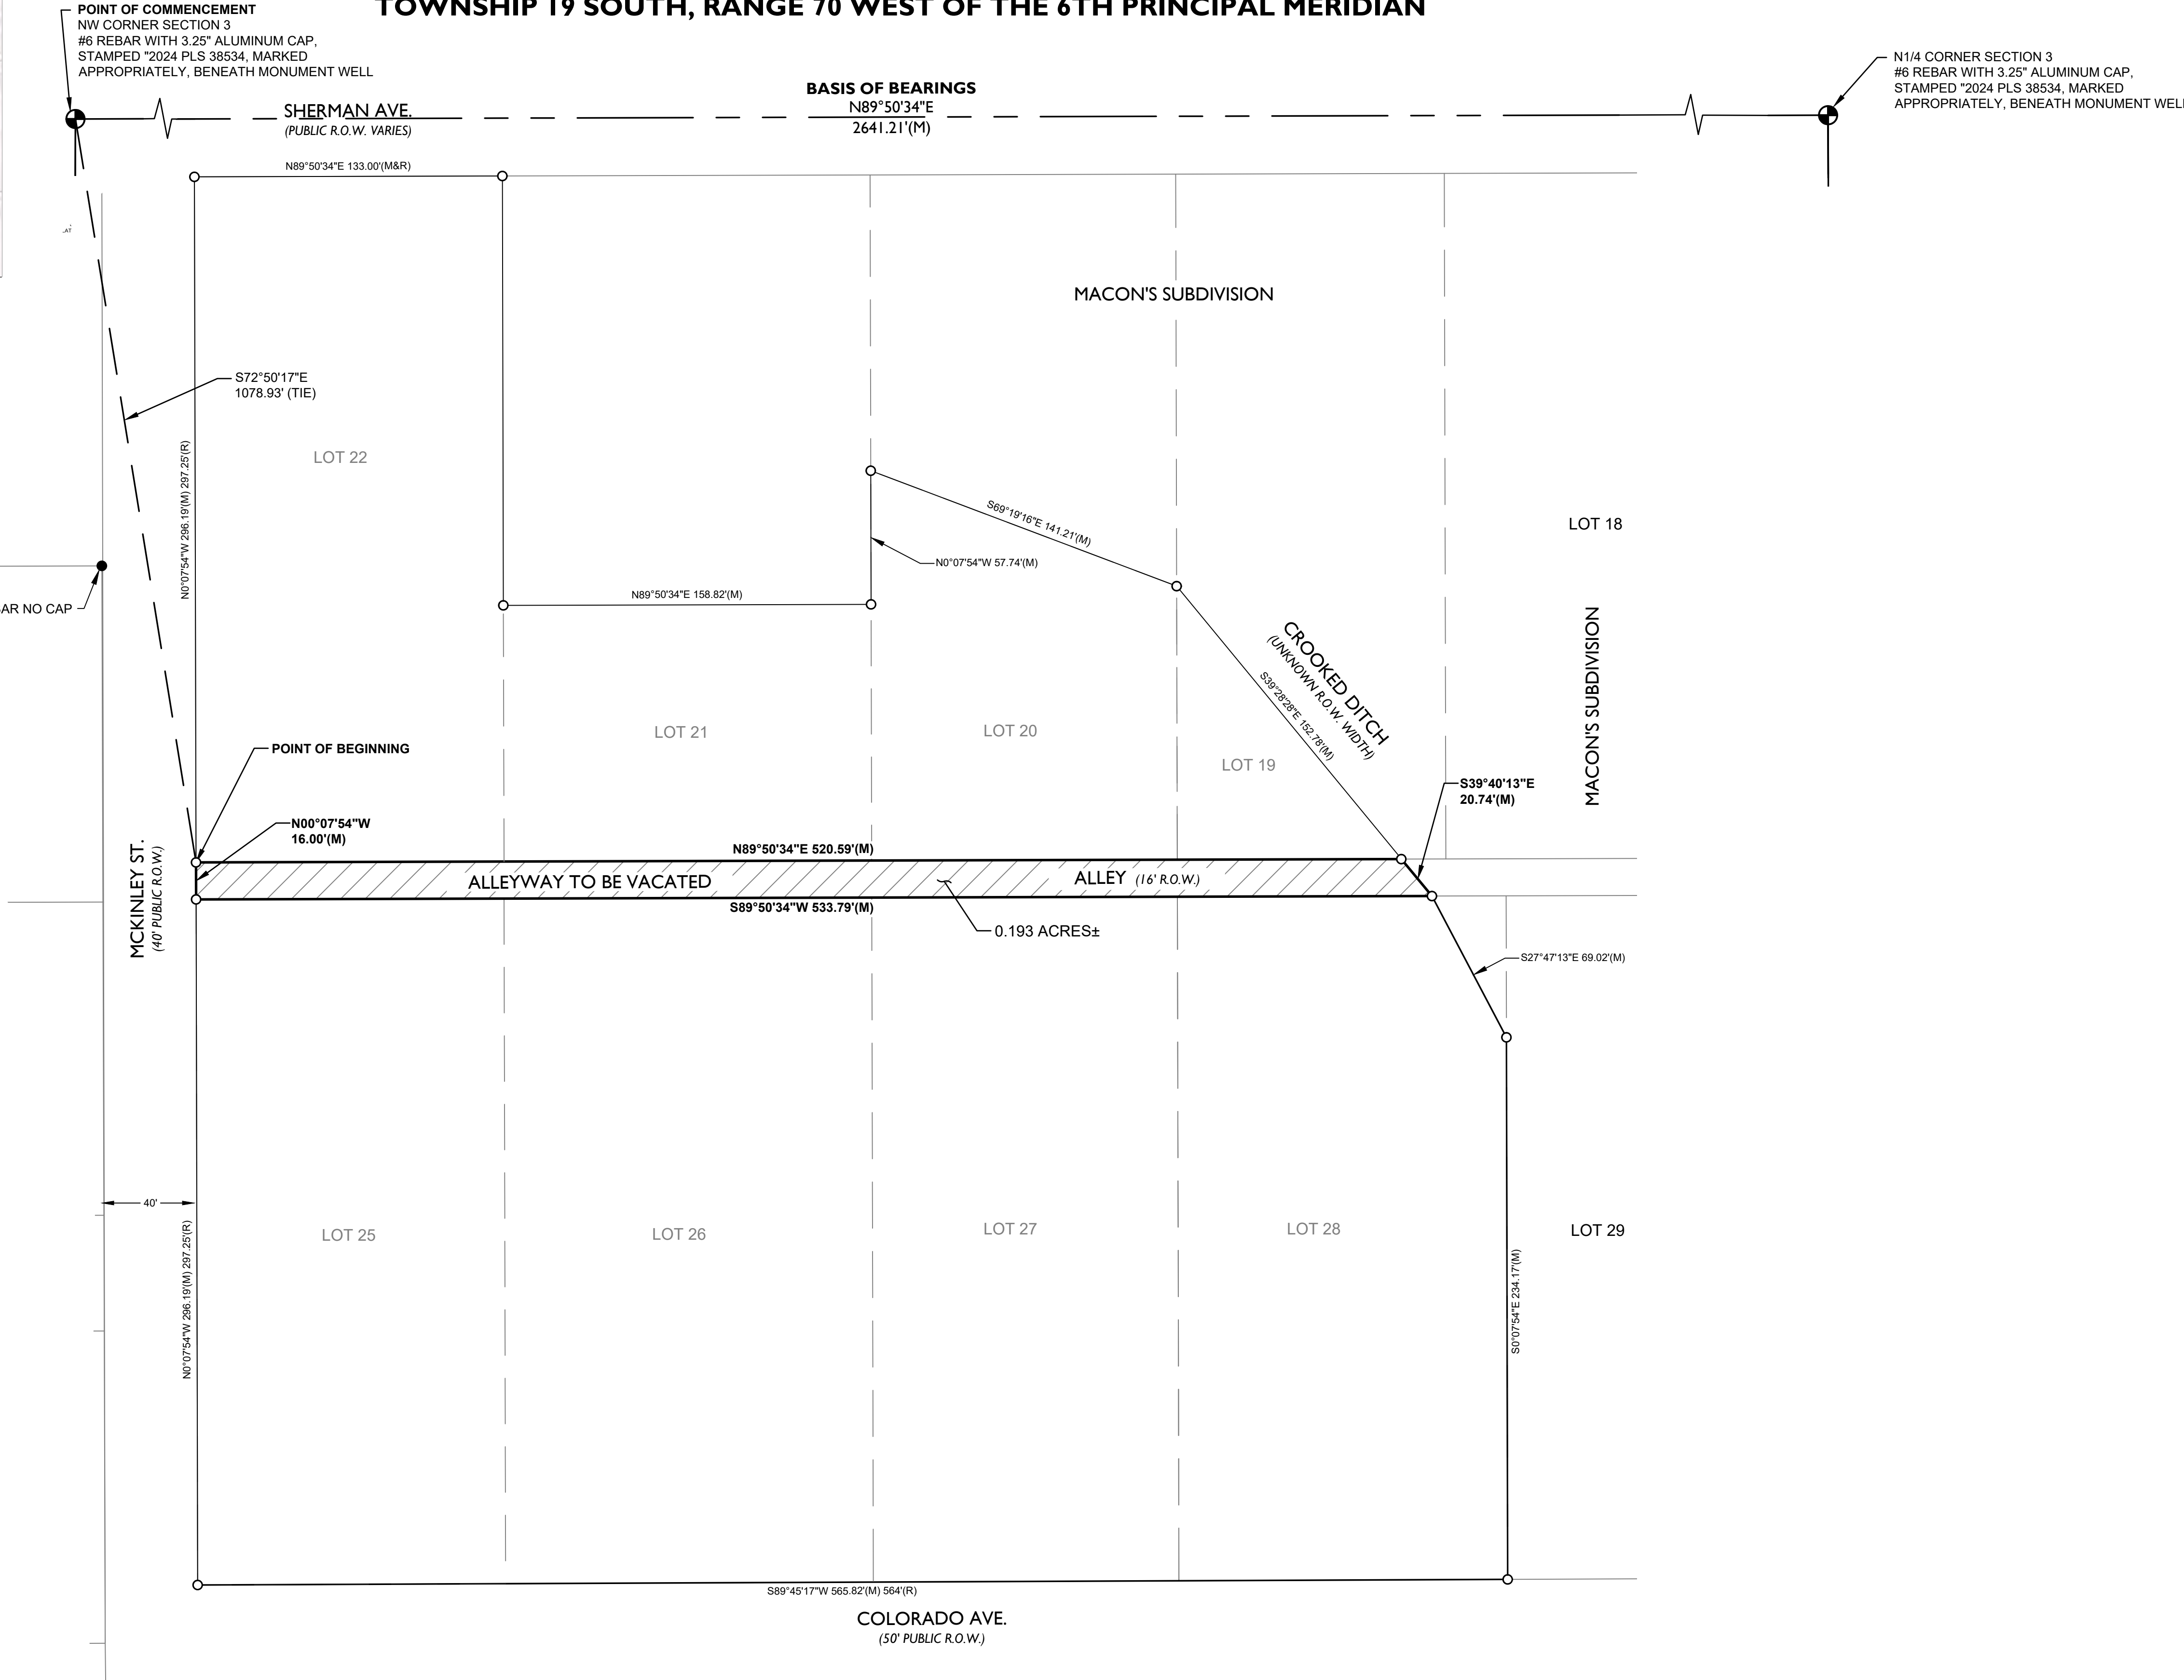 TOWNSHIP 19 SOUTH, RANGE 70 WEST OF THE 6TH PRINCIPAL MERIDIAN
POINT OF COMMENCEMENT
NW CORNER SECTION 3
#6 REBAR WITH 3.25" ALUMINUM CAP,
STAMPED "2024 PLS 38534, MARKED
APPROPRIATELY, BENEATH MONUMENT WELL
N1/4 CORNER SECTION 3
#6 REBAR WITH 3.25" ALUMINUM CAP,
STAMPED "2024 PLS 38534, MARKED
APPROPRIATELY, BENEATH MONUMENT WELL
BASIS OF BEARINGS
N89°50'34"E
2641.21'(M)
SHERMAN AVE.
(PUBLIC R.O.W. VARIES)
N89°50'34"E 133.00'(M&R)
MACON'S SUBDIVISION
S72°50'17"E
1078.93' (TIE)
LOT 22
N0°07'54"W 296.19'(M) 297.25'(R)
S69°19'16"E 141.21'(M)
N0°07'54"W 57.74'(M)
LOT 18
AR NO CAP
N89°50'34"E 158.82'(M)
CROOKED DITCH
(UNKNOWN R.O.W. WIDTH)
S39°28'28"E 152.78'(M)
MACON'S SUBDIVISION
LOT 21
LOT 20
LOT 19
POINT OF BEGINNING
S39°40'13"E
20.74'(M)
N00°07'54"W
16.00'(M)
MCKINLEY ST.
(40' PUBLIC R.O.W.)
N89°50'34"E 520.59'(M)
ALLEYWAY TO BE VACATED
ALLEY (16' R.O.W.)
S89°50'34"W 533.79'(M)
0.193 ACRES±
S27°47'13"E 69.02'(M)
40'
N0°07'54"W 296.19'(M) 297.25'(R)
LOT 25
LOT 26
LOT 27
LOT 28
LOT 29
S0°07'54"E 234.17'(M)
S89°45'17"W 565.82'(M) 564'(R)
COLORADO AVE.
(50' PUBLIC R.O.W.)